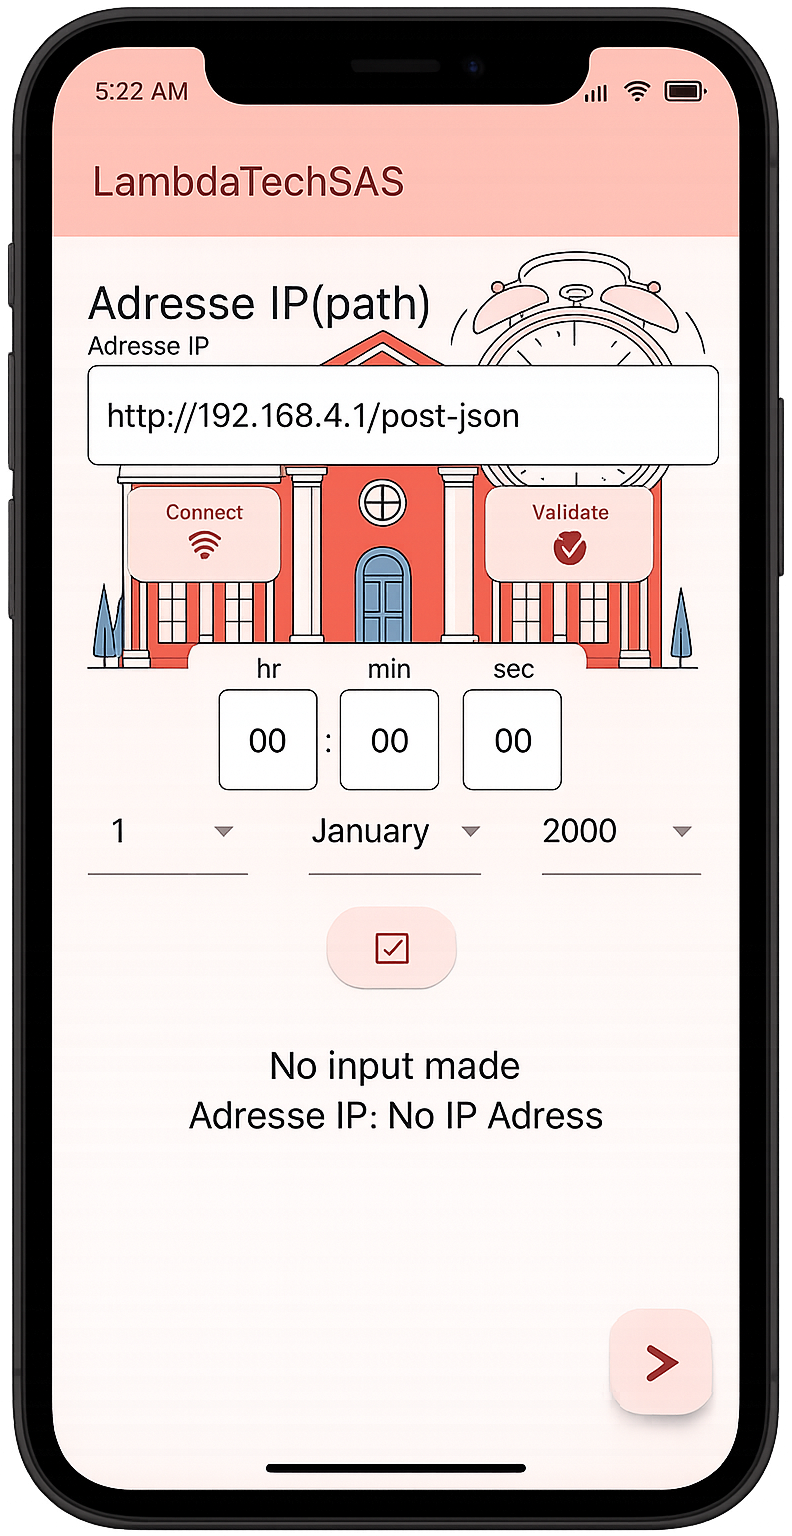 5:22 AM
LambdaTechSAS
Adresse IP(path)
Adresse IP
http://192.168.4.1/post-json
Connect
Validate
hr min sec
00 : 00 00
1 January 2000
No input made
Adresse IP: No IP Adress